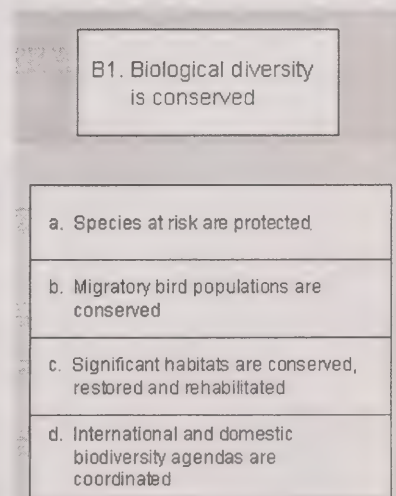 B1. Biological diversity
is conserved
a. Species at risk are protected.
b. Migratory bird populations are
conserved
c. Significant habitats are conserved,
restored and rehabilitated
d. International and domestic
biodiversity agendas are
coordinated